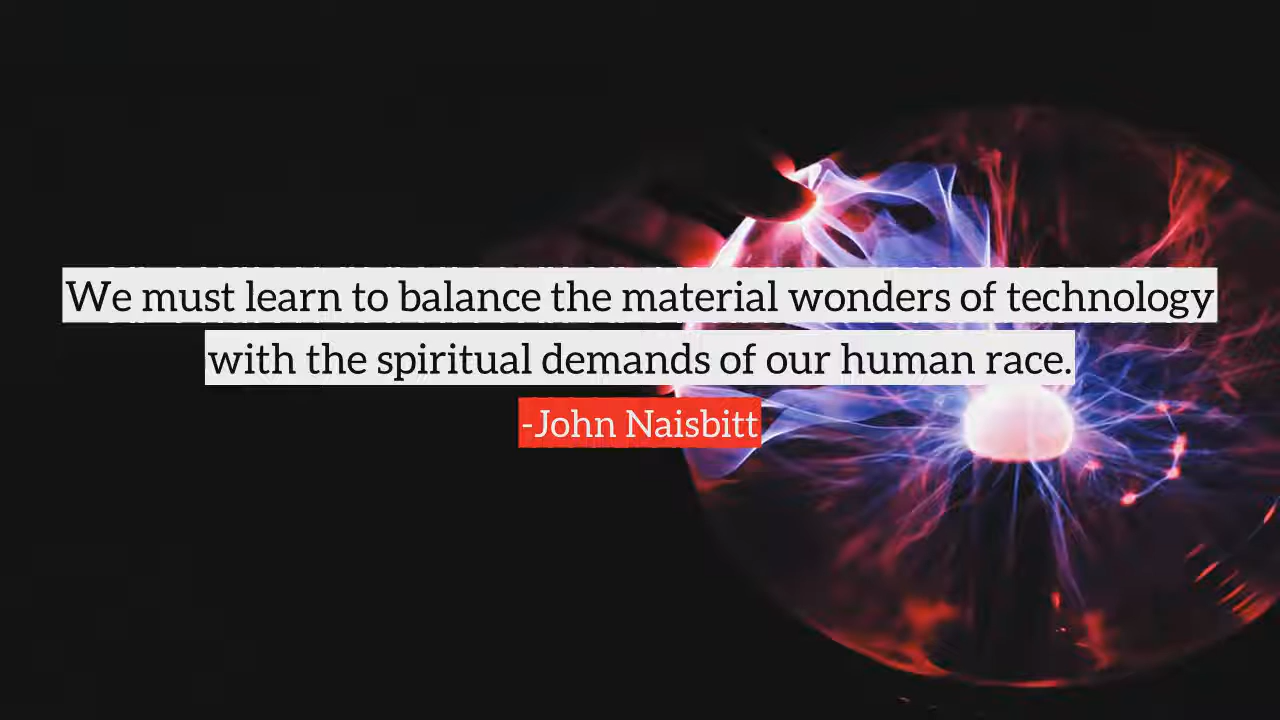 We must learn to balance the material wonders of technology
with the spiritual demands of our human race.
-John Naisbitt